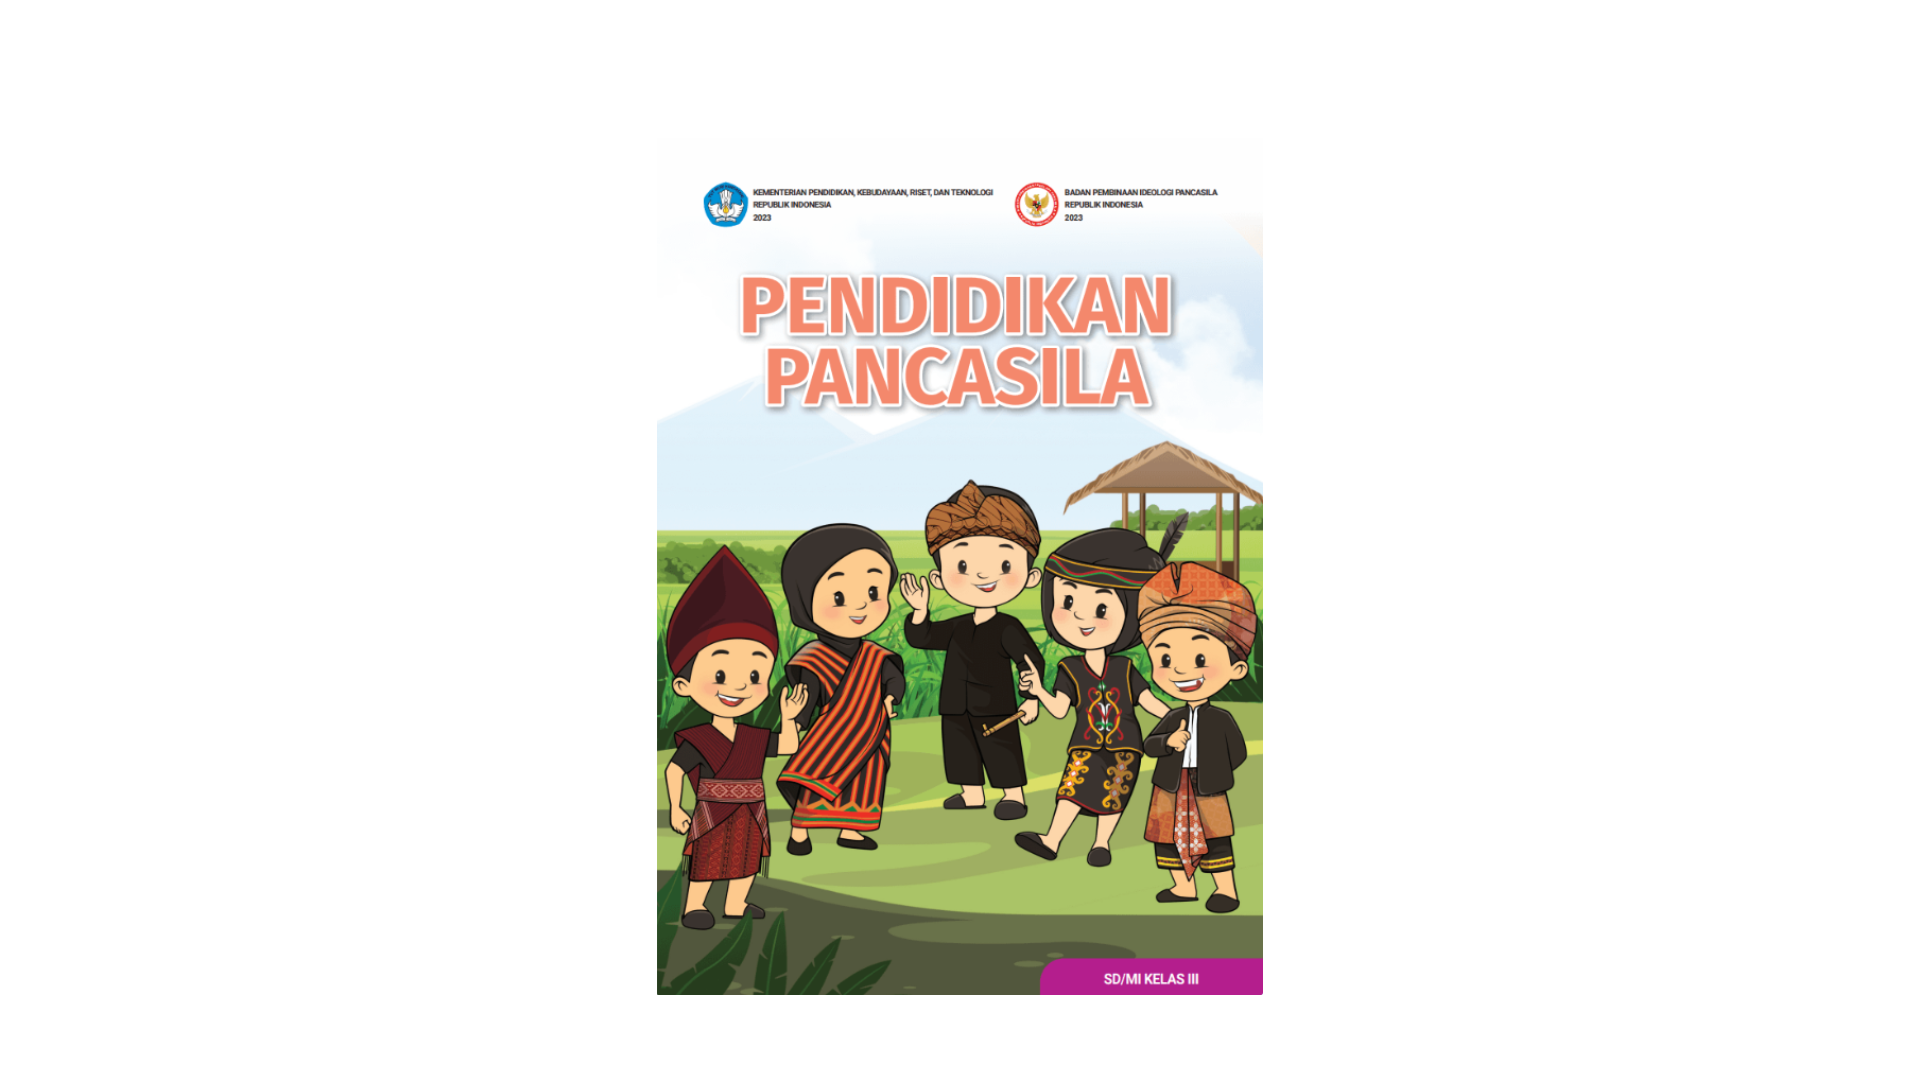 KEMENTERIAN PENDIDIKAN, KEBUDAYAAN, RISET, DAN TEKNOLOGI
REPUBLIK INDONESIA
2023
BADAN PEMBINAAN IDEOLOGI PANCASILA
REPUBLIK INDONESIA
2023
PENDIDIKAN
PANCASILA
SD/MI KELAS III